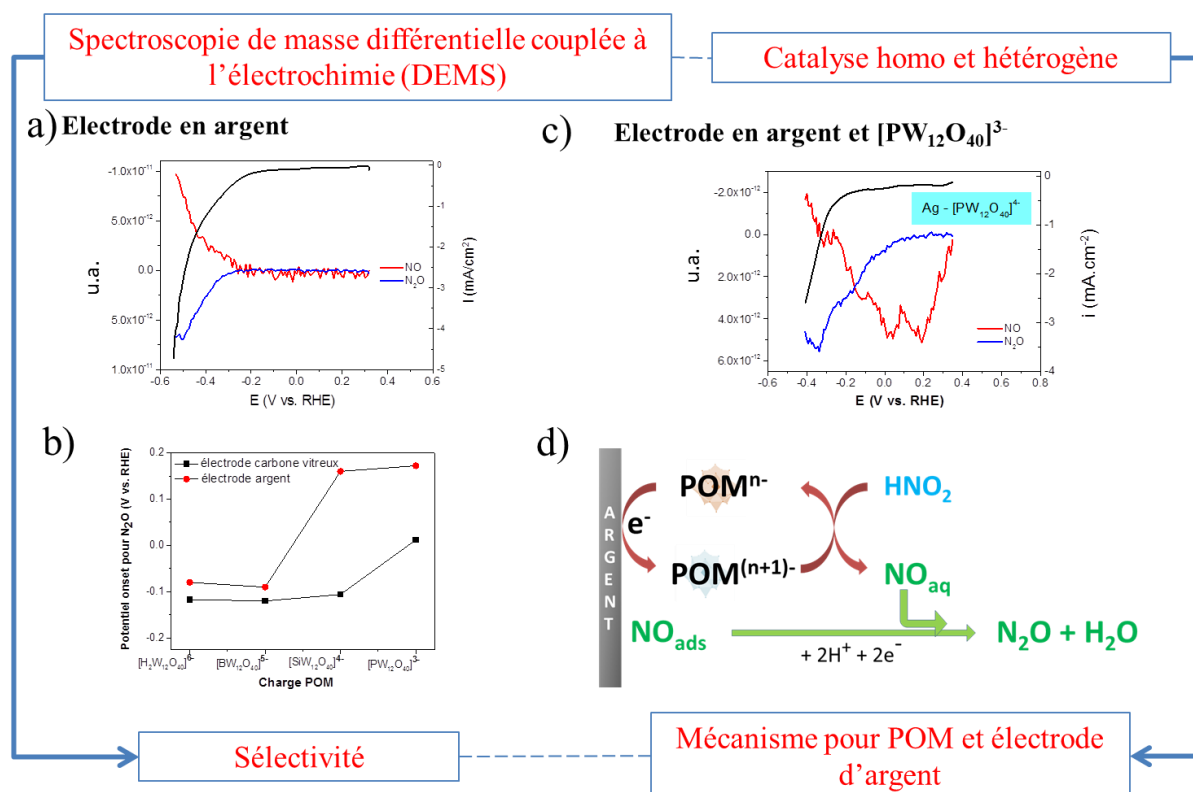 Spectroscopie de masse différentielle couplée à
l'électrochimie (DEMS)
Catalyse homo et hétérogène
a) Electrode en argent
-1.0x10⁻¹¹
5.0x10⁻¹²
0.0
5.0x10⁻¹²
1.0x10⁻¹¹
u.a.
NO
N₂O
0
-1
-2
-3
-4
-5
I (mA/cm²)
-0.6 -0.4 -0.2 0.0 0.2 0.4 0.6
E (V vs. RHE)
c) Electrode en argent et [PW₁₂O₄₀]³⁻
-2.0x10⁻¹²
0.0
2.0x10⁻¹²
4.0x10⁻¹²
6.0x10⁻¹²
u.a.
Ag - [PW₁₂O₄₀]⁴⁻
NO
N₂O
0
-1
-2
-3
-4
i (mA.cm⁻²)
-0.6 -0.4 -0.2 0.0 0.2 0.4 0.6 0.8
E (V vs. RHE)
b)
Potentiel onset pour N₂O (V vs. RHE)
0.2
0.1
0.0
-0.1
-0.2
électrode carbone vitreux
électrode argent
[H₂W₁₂O₄₀]⁶⁻ [BW₁₂O₄₀]⁵⁻ [SiW₁₂O₄₀]⁴⁻ [PW₁₂O₄₀]³⁻
Charge POM
d)
ARGENT
POMⁿ⁻
HNO₂
e⁻
POM⁽ⁿ⁺¹⁾⁻
NOaq
NOads
N₂O + H₂O
+ 2H⁺ + 2e⁻
Sélectivité
Mécanisme pour POM et électrode
d'argent